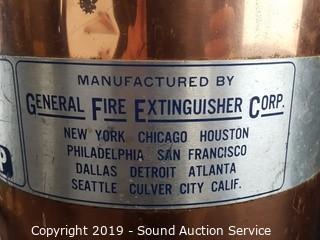 MANUFACTURED BY
GENERAL FIRE EXTINGUISHER CORP.
NEW YORK CHICAGO HOUSTON
PHILADELPHIA SAN FRANCISCO
DALLAS DETROIT ATLANTA
SEATTLE CULVER CITY CALIF.
Copyright 2019 - Sound Auction Service